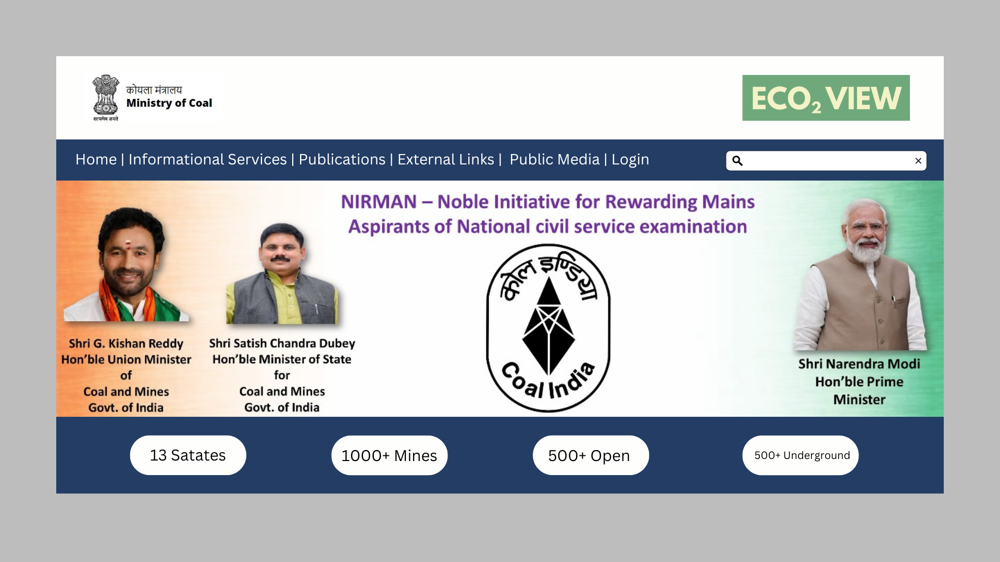 कोयला मंत्रालय
Ministry of Coal
सत्यमेव जयते
ECO₂ VIEW
Home | Informational Services | Publications | External Links | Public Media | Login
NIRMAN – Noble Initiative for Rewarding Mains
Aspirants of National civil service examination
कोल इण्डिया
Coal India
Shri G. Kishan Reddy
Hon’ble Union Minister
of
Coal and Mines
Govt. of India
Shri Satish Chandra Dubey
Hon’ble Minister of State
for
Coal and Mines
Govt. of India
Shri Narendra Modi
Hon’ble Prime
Minister
13 Satates
1000+ Mines
500+ Open
500+ Underground